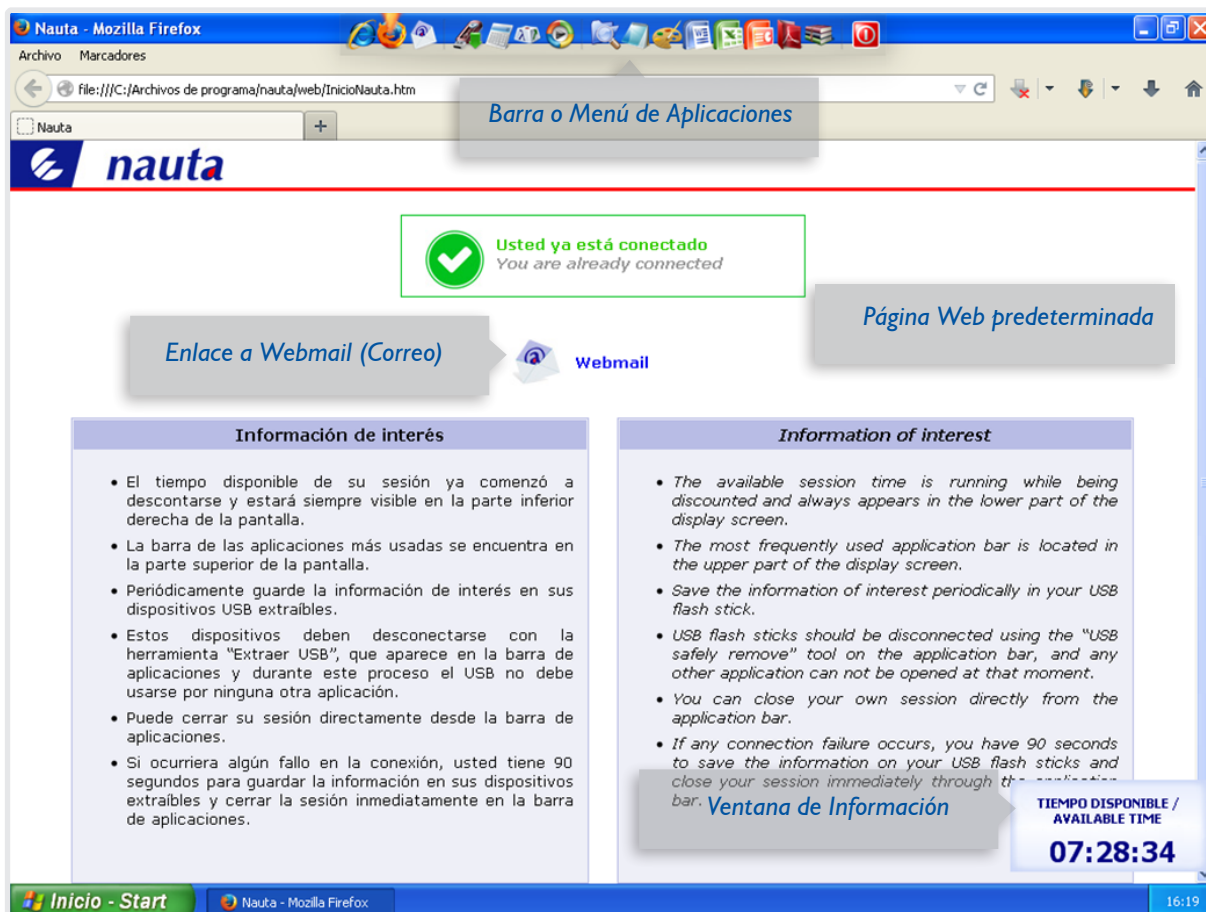 Nauta - Mozilla Firefox
Archivo Marcadores
file:///C:/Archivos de programa/nauta/web/InicioNauta.htm
Barra o Menú de Aplicaciones
Nauta
nauta
Usted ya está conectado
You are already connected
Página Web predeterminada
Enlace a Webmail (Correo)
Webmail
Información de interés
• El tiempo disponible de su sesión ya comenzó a
descontarse y estará siempre visible en la parte inferior
derecha de la pantalla.
• La barra de las aplicaciones más usadas se encuentra en
la parte superior de la pantalla.
• Periódicamente guarde la información de interés en sus
dispositivos USB extraíbles.
• Estos dispositivos deben desconectarse con la
herramienta "Extraer USB", que aparece en la barra de
aplicaciones y durante este proceso el USB no debe
usarse por ninguna otra aplicación.
• Puede cerrar su sesión directamente desde la barra de
aplicaciones.
• Si ocurriera algún fallo en la conexión, usted tiene 90
segundos para guardar la información en sus dispositivos
extraíbles y cerrar la sesión inmediatamente en la barra
de aplicaciones.
Information of interest
• The available session time is running while being
discounted and always appears in the lower part of the
display screen.
• The most frequently used application bar is located in
the upper part of the display screen.
• Save the information of interest periodically in your USB
flash stick.
• USB flash sticks should be disconnected using the "USB
safely remove" tool on the application bar, and any
other application can not be opened at that moment.
• You can close your own session directly from the
application bar.
• If any connection failure occurs, you have 90 seconds
to save the information on your USB flash sticks and
close your session immediately through the application
bar.
Ventana de Información
TIEMPO DISPONIBLE /
AVAILABLE TIME
07:28:34
Inicio - Start
Nauta - Mozilla Firefox
16:19